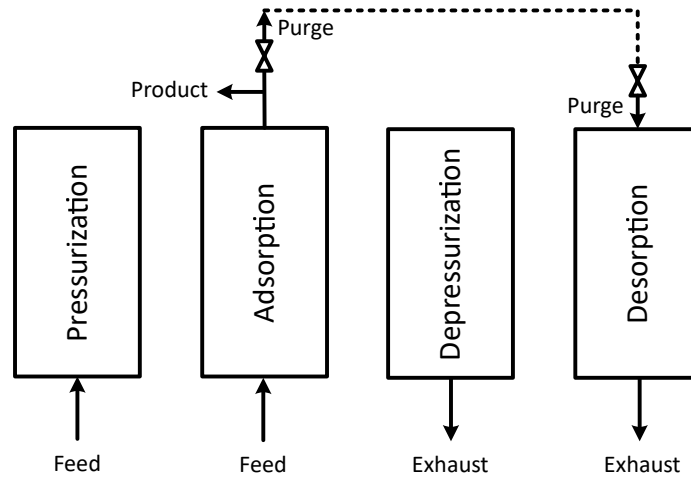 Purge
Product
Purge
Pressurization
Adsorption
Depressurization
Desorption
Feed
Feed
Exhaust
Exhaust